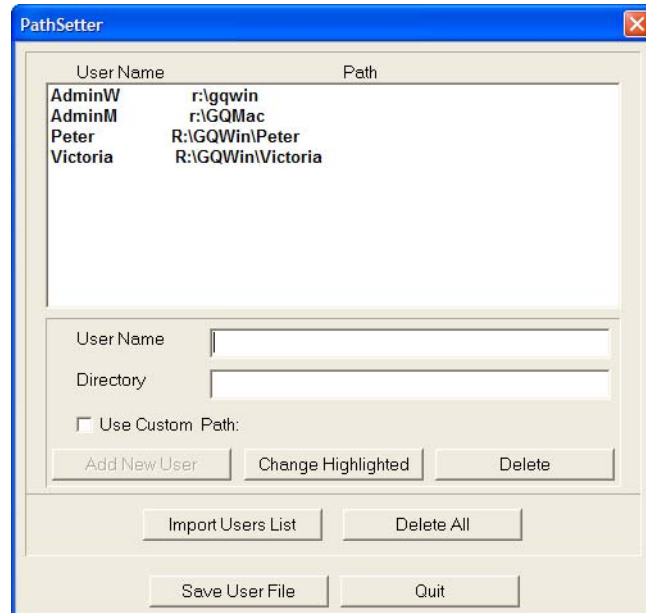 PathSetter
User Name Path
AdminW r:\gqwin
AdminM r:\GQMac
Peter R:\GQWin\Peter
Victoria R:\GQWin\Victoria
User Name
Directory
Use Custom Path:
Add New User Change Highlighted Delete
Import Users List Delete All
Save User File Quit